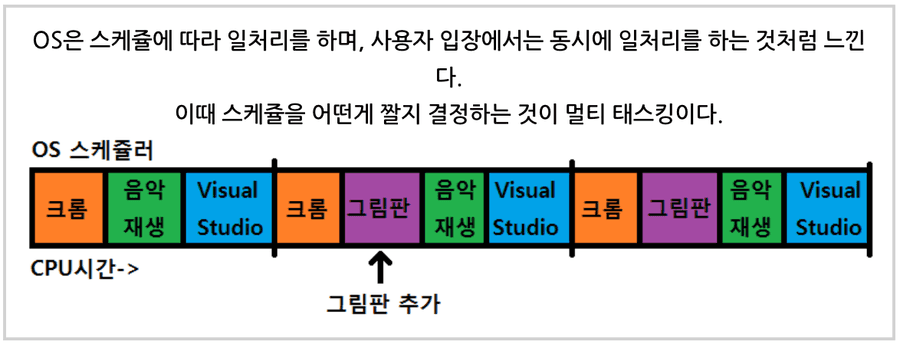 OS은 스케쥴에 따라 일처리를 하며, 사용자 입장에서는 동시에 일처리를 하는 것처럼 느낀
다.
이때 스케쥴을 어떤게 짤지 결정하는 것이 멀티 태스킹이다.
OS 스케쥴러
크롬 음악 재생 Visual Studio 크롬 그림판 음악 재생 Visual Studio 크롬 그림판 음악 재생 Visual Studio
CPU시간->
그림판 추가